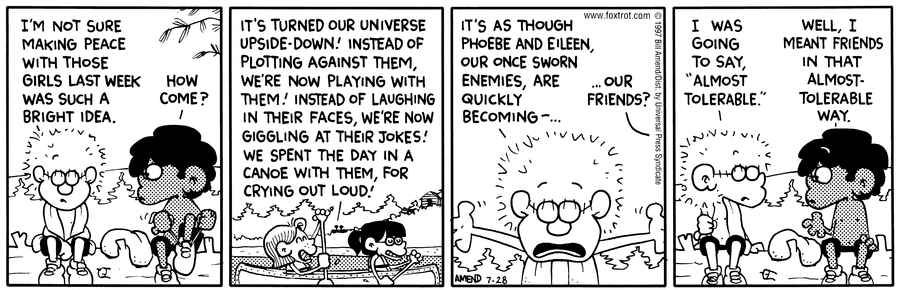 I'M NOT SURE
MAKING PEACE
WITH THOSE
GIRLS LAST WEEK
WAS SUCH A
BRIGHT IDEA.
HOW
COME?
IT'S TURNED OUR UNIVERSE
UPSIDE-DOWN! INSTEAD OF
PLOTTING AGAINST THEM,
WE'RE NOW PLAYING WITH
THEM! INSTEAD OF LAUGHING
IN THEIR FACES, WE'RE NOW
GIGGLING AT THEIR JOKES!
WE SPENT THE DAY IN A
CANOE WITH THEM, FOR
CRYING OUT LOUD!
www.foxtrot.com
IT'S AS THOUGH
PHOEBE AND EILEEN,
OUR ONCE SWORN
ENEMIES, ARE
QUICKLY
BECOMING –...
...OUR
FRIENDS?
AMEND 7-28
© 1997 Bill Amend/Dist. by Universal Press Syndicate
I WAS
GOING
TO SAY,
"ALMOST
TOLERABLE."
WELL, I
MEANT FRIENDS
IN THAT
ALMOST-
TOLERABLE
WAY.